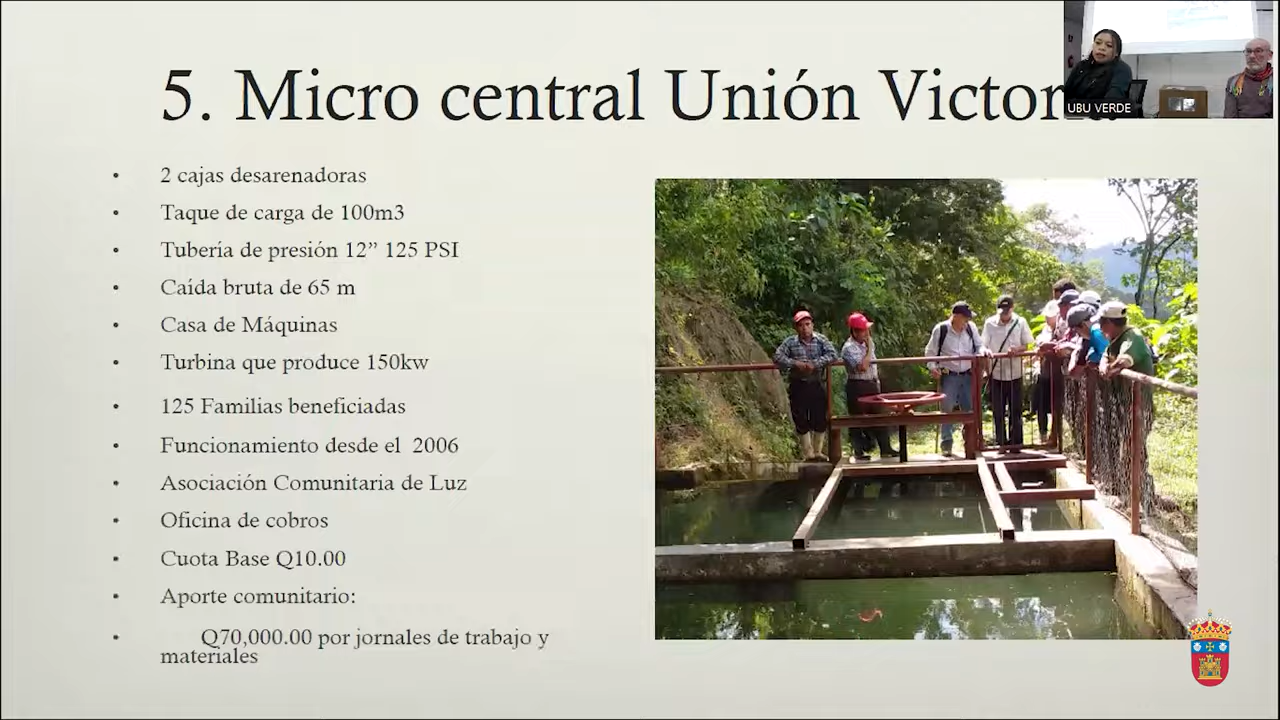 5. Micro central Unión Victor
UBU VERDE
• 2 cajas desarenadoras
• Taque de carga de 100m3
• Tubería de presión 12” 125 PSI
• Caída bruta de 65 m
• Casa de Máquinas
• Turbina que produce 150kw
• 125 Familias beneficiadas
• Funcionamiento desde el  2006
• Asociación Comunitaria de Luz
• Oficina de cobros
• Cuota Base Q10.00
• Aporte comunitario:
• Q70,000.00 por jornales de trabajo y
materiales